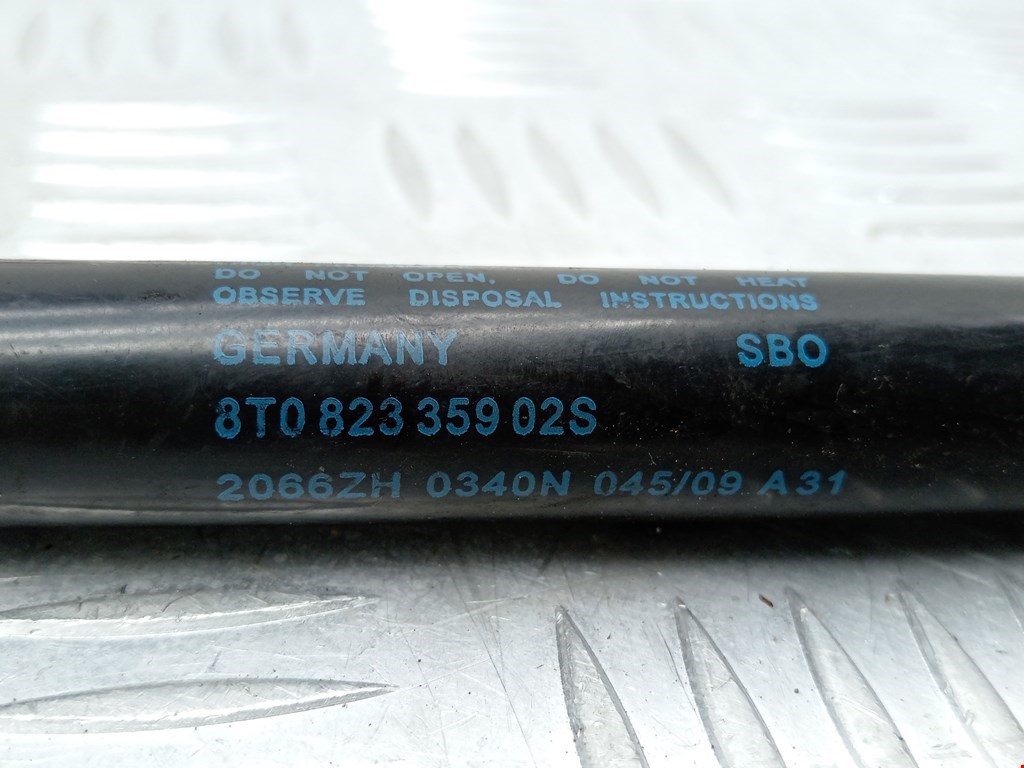 DO NOT OPEN, DO NOT HEAT
OBSERVE DISPOSAL INSTRUCTIONS
GERMANY SBO
8T0 823 359 02S
2066ZH 0340N 045/09 A31